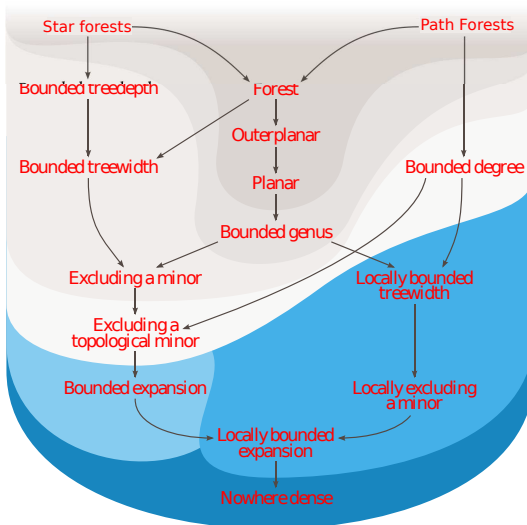 Star forests
Path Forests
Bounded treedepth
Forest
Outerplanar
Bounded treewidth
Planar
Bounded degree
Bounded genus
Excluding a minor
Locally bounded
treewidth
Excluding a
topological minor
Bounded expansion
Locally excluding
a minor
Locally bounded
expansion
Nowhere dense